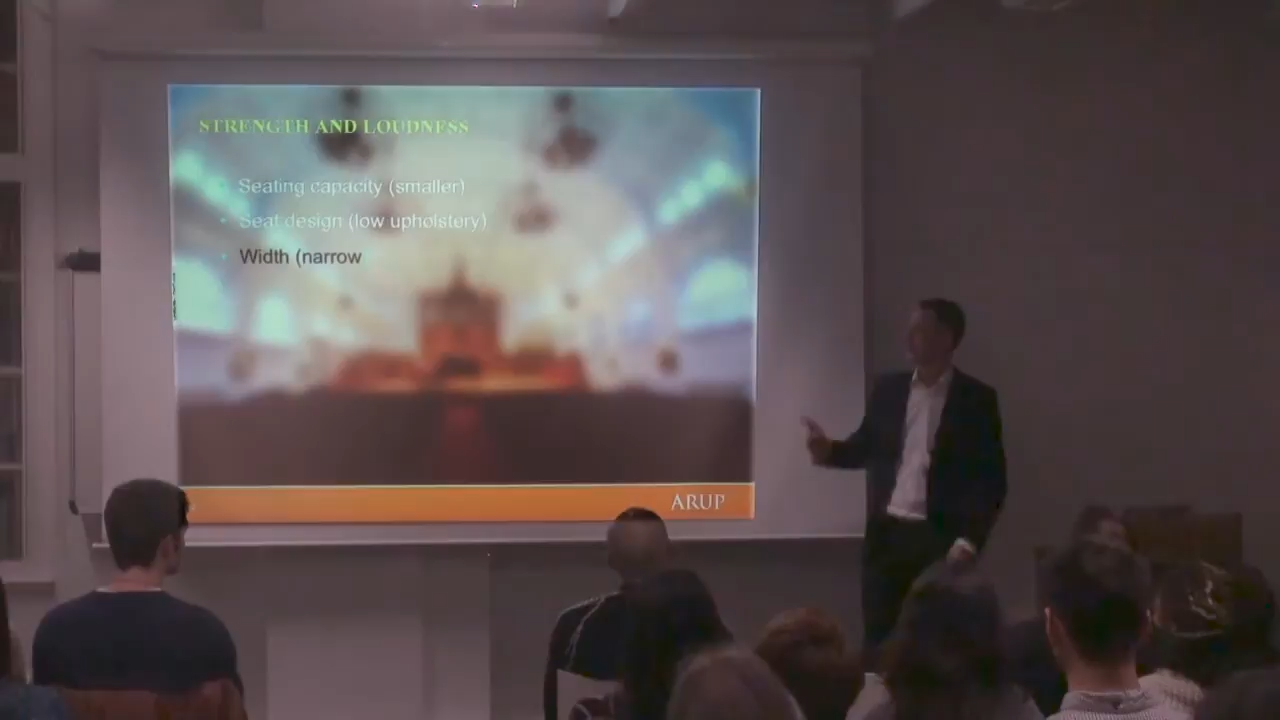 STRENGTH AND LOUDNESS
Seating capacity (smaller)
Seat design (low upholstery)
Width (narrow
ARUP